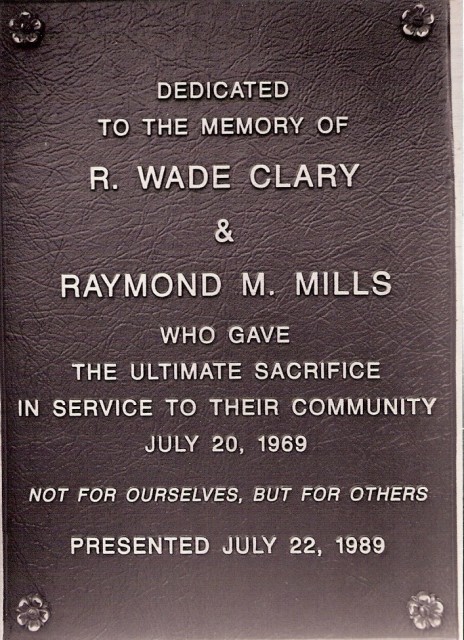 DEDICATED
TO THE MEMORY OF
R. WADE CLARY
&
RAYMOND M. MILLS
WHO GAVE
THE ULTIMATE SACRIFICE
IN SERVICE TO THEIR COMMUNITY
JULY 20, 1969
NOT FOR OURSELVES, BUT FOR OTHERS
PRESENTED JULY 22, 1989